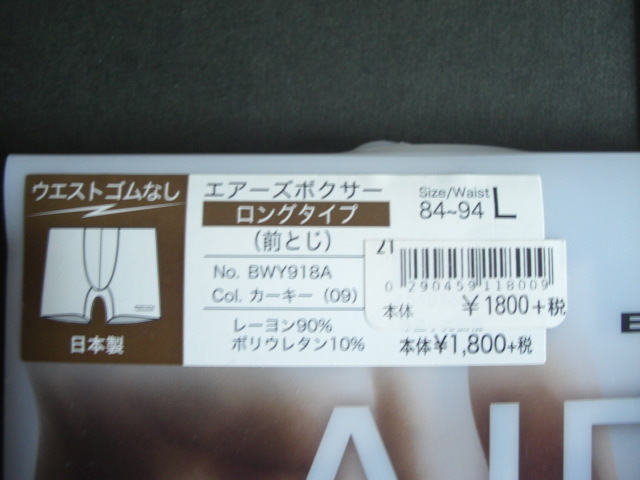 ウエストゴムなし
日本製
エアーズボクサー
ロングタイプ
(前とじ)
No. BWY918A
Col. カーキー (09)
レーヨン90%
ポリウレタン10%
Size/Waist
84~94 L
21
0290459118009
本体 ¥1800+税
本体¥1,800+税